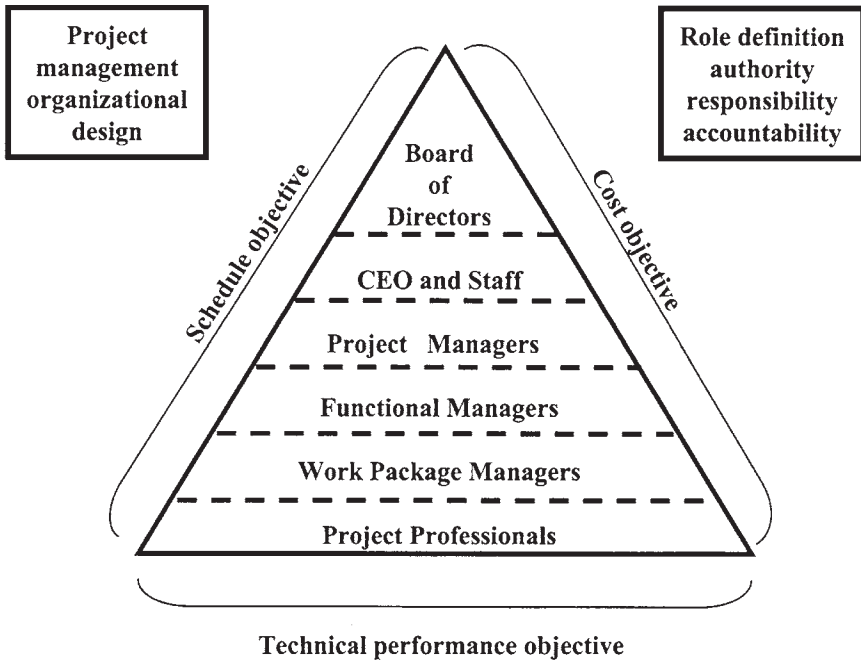 Project
management
organizational
design
Role definition
authority
responsibility
accountability
Schedule objective
Cost objective
Board
of
Directors
CEO and Staff
Project Managers
Functional Managers
Work Package Managers
Project Professionals
Technical performance objective